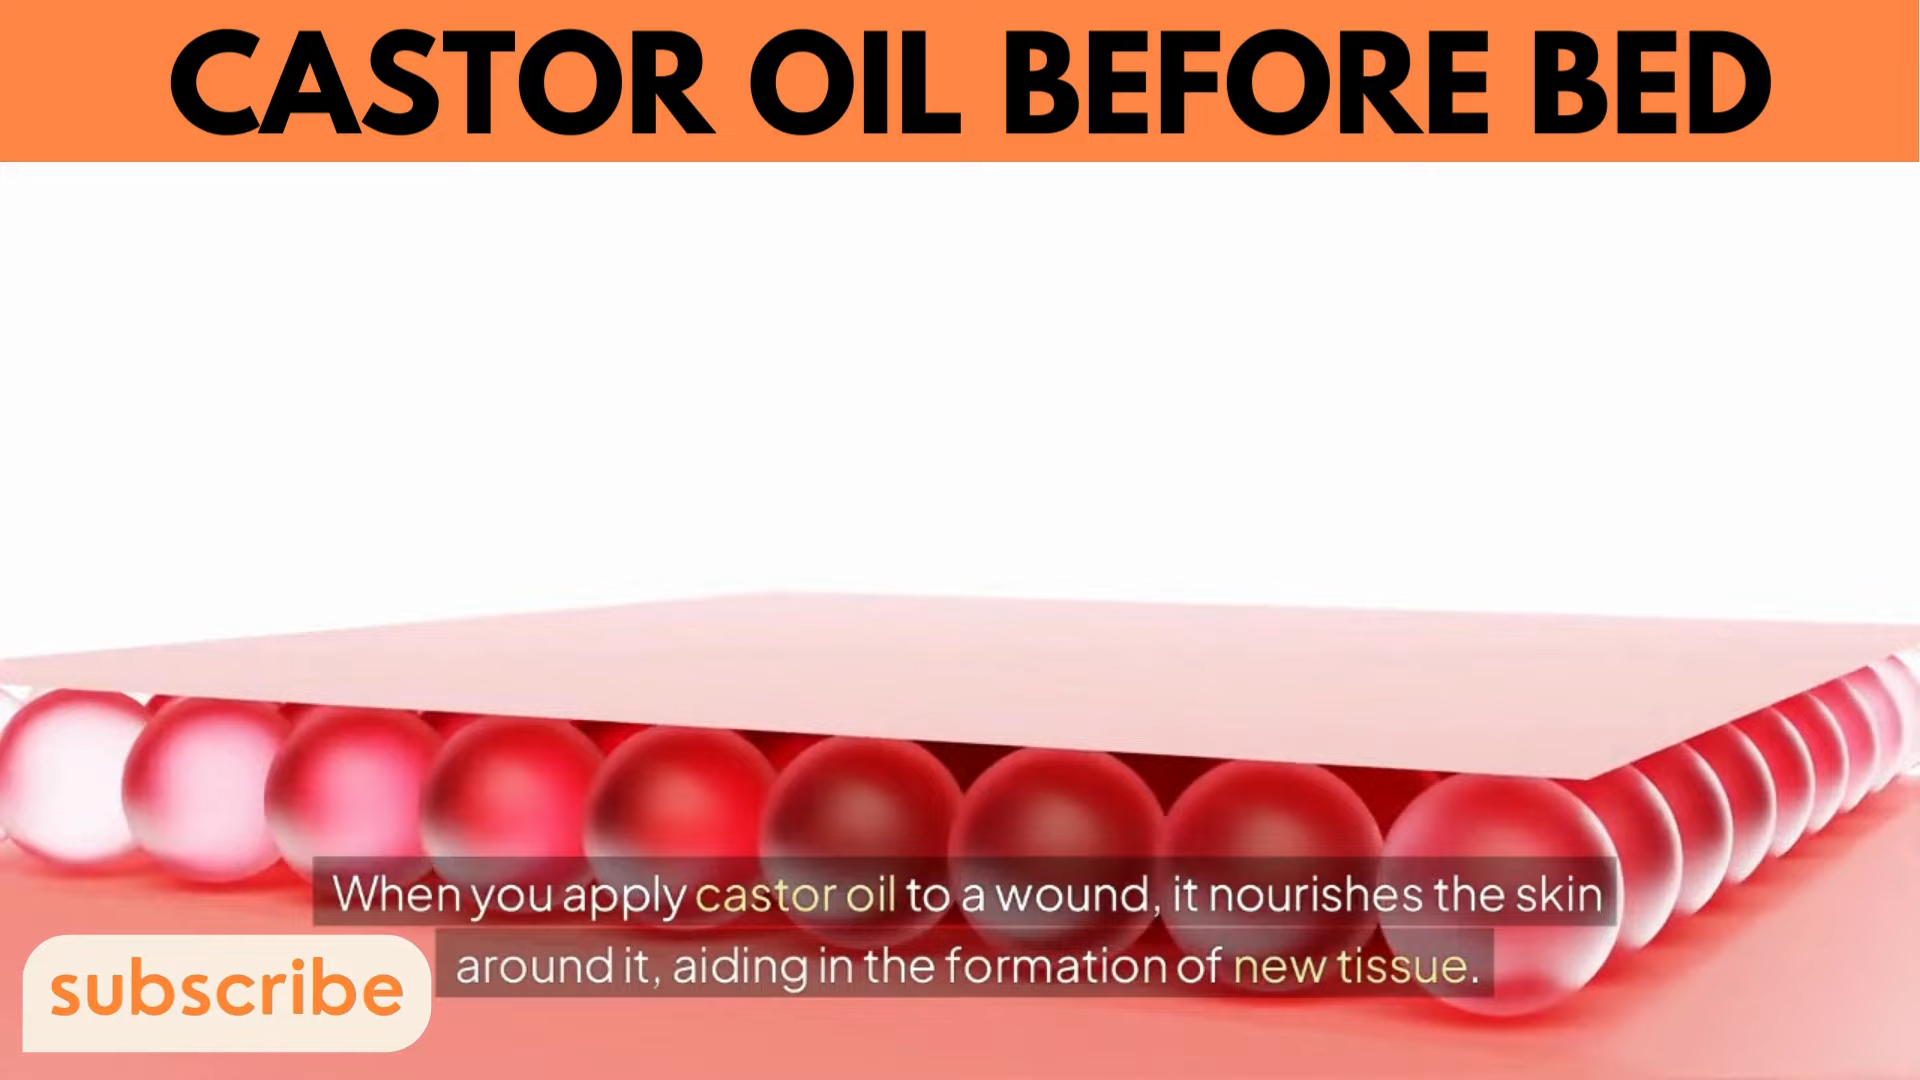 CASTOR OIL BEFORE BED
When you apply castor oil to a wound, it nourishes the skin
around it, aiding in the formation of new tissue.
subscribe